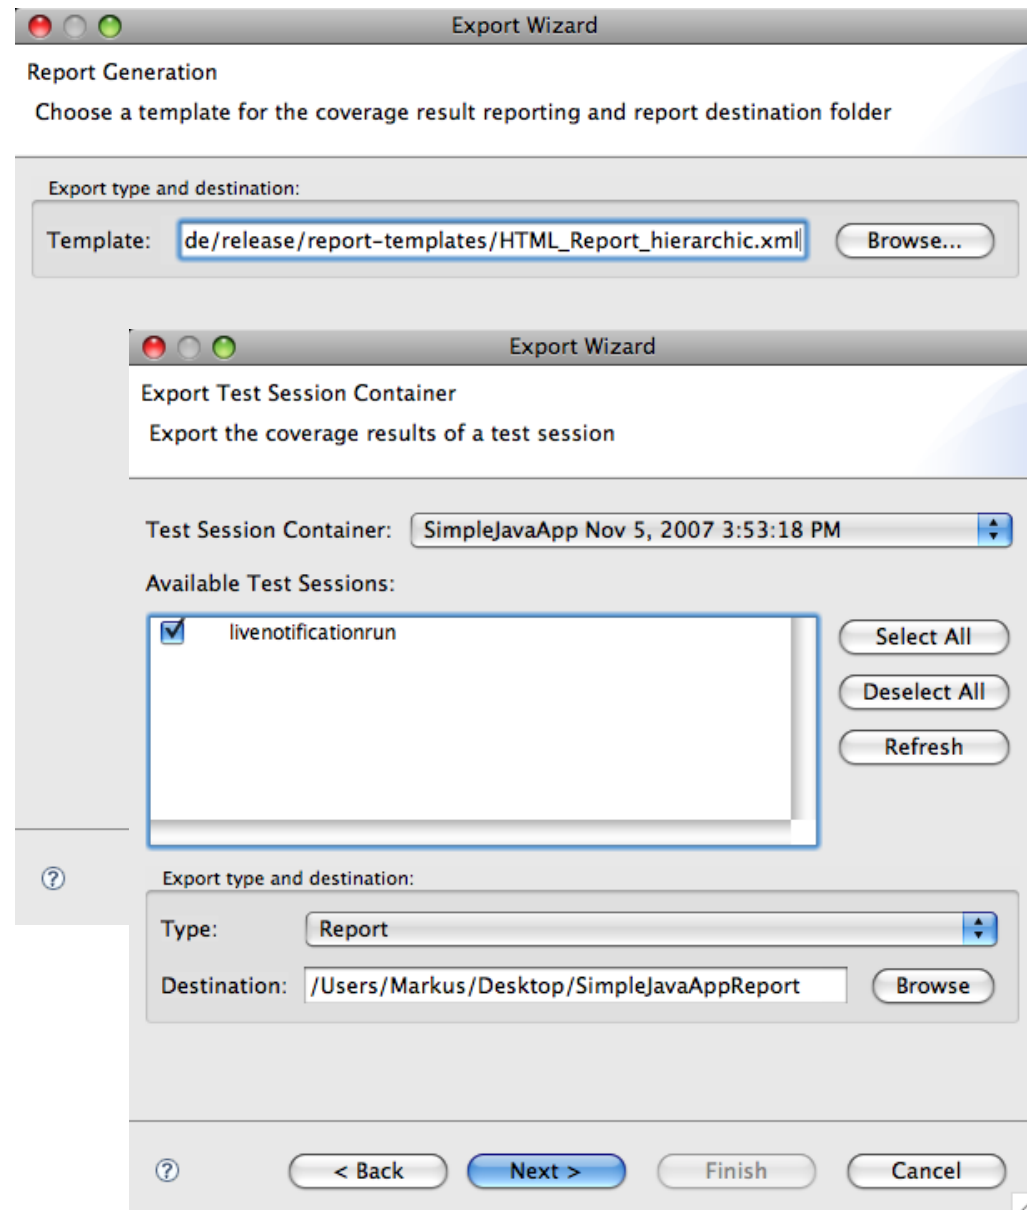 Export Wizard
Report Generation
Choose a template for the coverage result reporting and report destination folder
Export type and destination:
Template: de/release/report-templates/HTML_Report_hierarchic.xml Browse...
Export Wizard
Export Test Session Container
Export the coverage results of a test session
Test Session Container: SimpleJavaApp Nov 5, 2007 3:53:18 PM
Available Test Sessions:
livenotificationrun
Select All
Deselect All
Refresh
?
Export type and destination:
Type: Report
Destination: /Users/Markus/Desktop/SimpleJavaAppReport Browse
? < Back Next > Finish Cancel